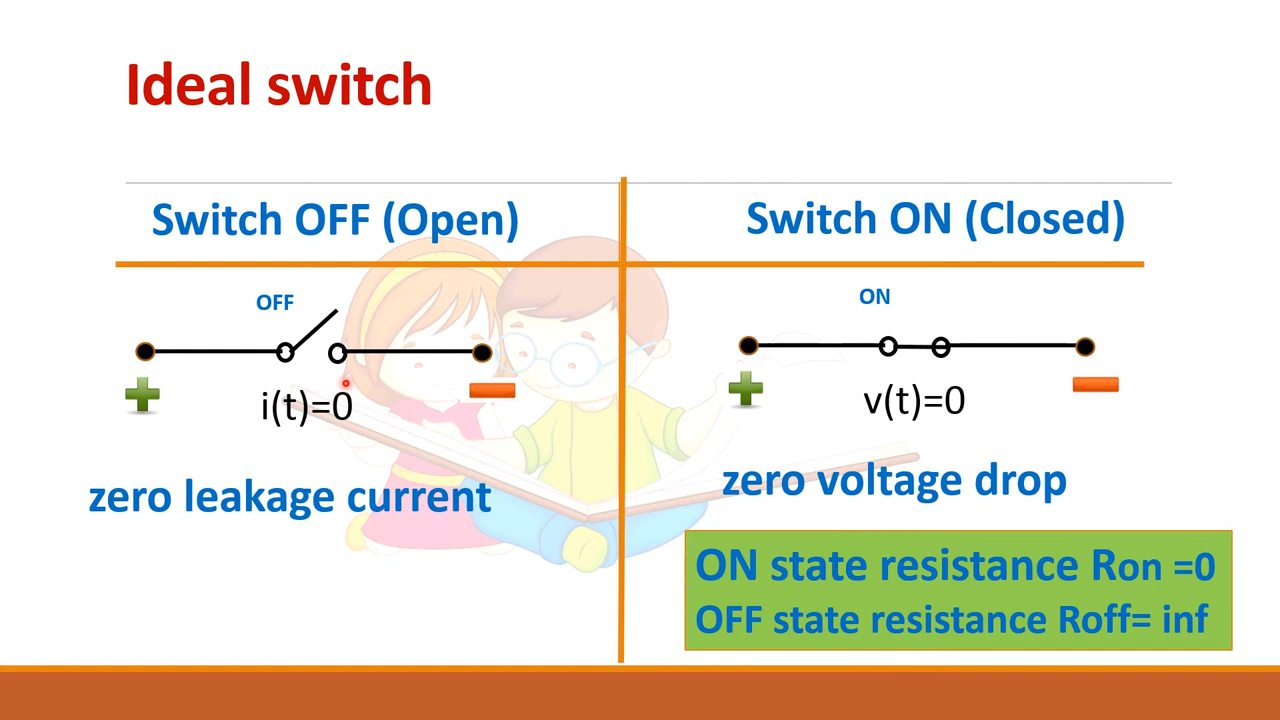 Ideal switch
Switch OFF (Open)
Switch ON (Closed)
OFF
ON
i(t)=0
v(t)=0
zero leakage current
zero voltage drop
ON state resistance Ron =0
OFF state resistance Roff= inf